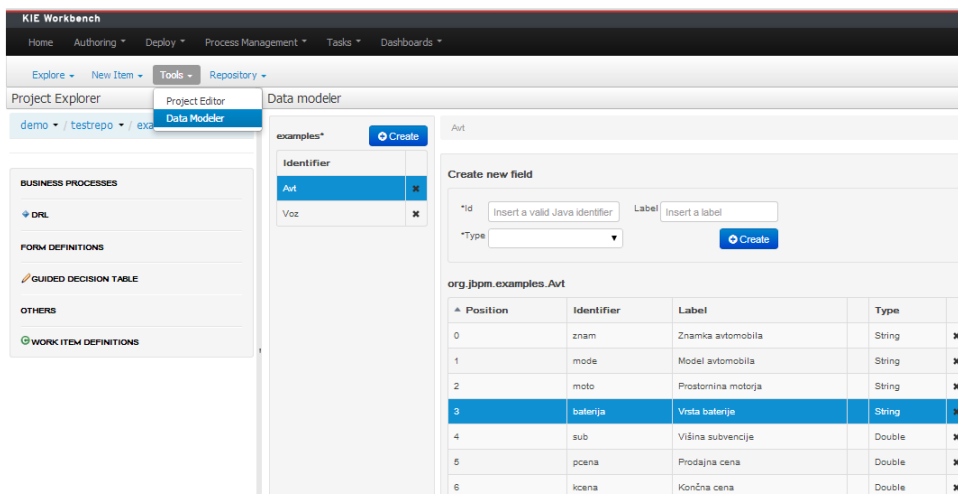 KIE Workbench
Home Authoring Deploy Process Management Tasks Dashboards
Explore New Item Tools Repository
Project Editor
Data Modeler
Project Explorer
demo / testrepo /
BUSINESS PROCESSES
DRL
FORM DEFINITIONS
GUIDED DECISION TABLE
OTHERS
WORK ITEM DEFINITIONS
Data modeler
examples* Create
Identifier
Avt
Voz
Avt
Create new field
*Id Insert a valid Java identifier Label Insert a label
*Type Create
org.jbpm.examples.Avt
Position Identifier Label Type
0 znam Znamka avtomobila String
1 mode Model avtomobila String
2 moto Prostornina motorja String
3 baterija Vrsta baterije String
4 sub Višina subvencije Double
5 pcena Prodajna cena Double
6 kcena Končna cena Double